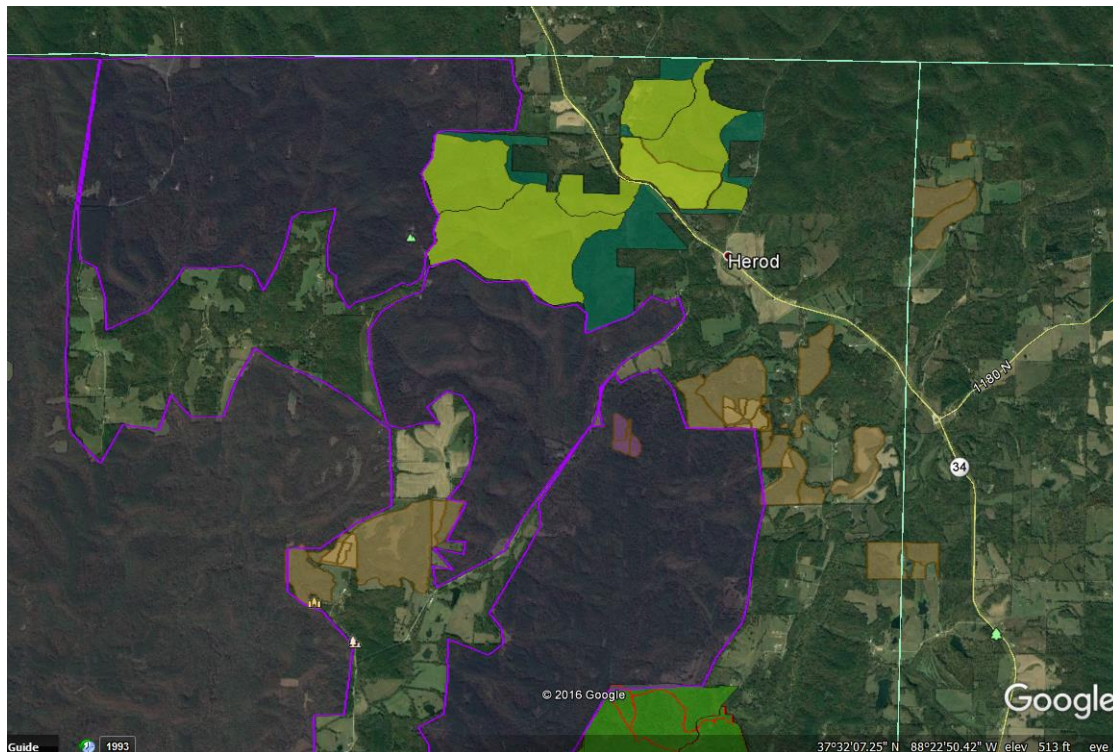 Herod
1180 N
34
© 2016 Google
Google
Guide
1993
37°32'07.25" N 88°22'50.42" W elev 513 ft eye